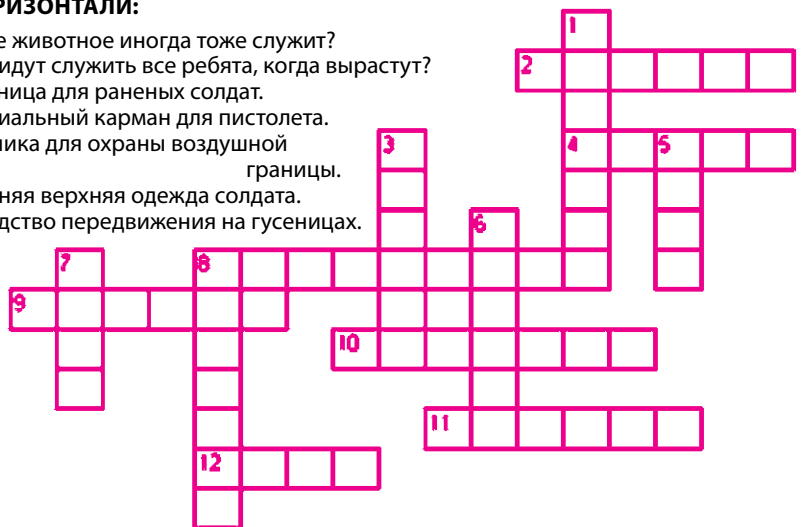 РИЗОНТАЛИ:
е животное иногда тоже служит?
идут служить все ребята, когда вырастут?
ница для раненых солдат.
иальный карман для пистолета.
ника для охраны воздушной
границы.
няя верхняя одежда солдата.
дство передвижения на гусеницах.
1
2
3
4
5
6
7
8
9
10
11
12